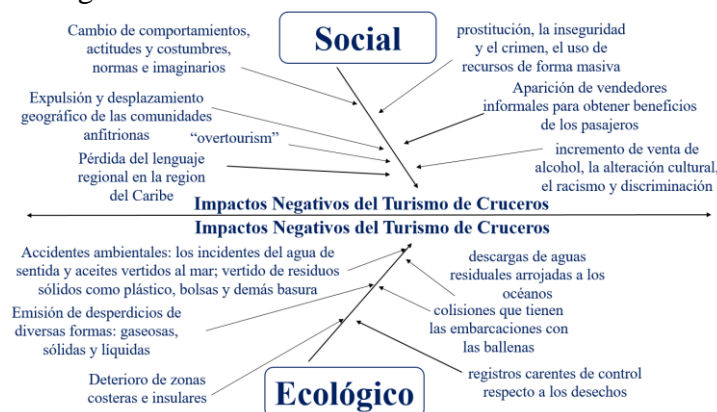 Cambio de comportamientos,
actitudes y costumbres,
normas e imaginarios
Social
prostitución, la inseguridad
y el crimen, el uso de
recursos de forma masiva
Expulsión y desplazamiento
geográfico de las comunidades
anfitrionas
Aparición de vendedores
informales para obtener beneficios
de los pasajeros
“overtourism”
Pérdida del lenguaje
regional en la region
del Caribe
incremento de venta de
alcohol, la alteración cultural,
el racismo y discriminación
Impactos Negativos del Turismo de Cruceros
Impactos Negativos del Turismo de Cruceros
Accidentes ambientales: los incidentes del agua de
sentida y aceites vertidos al mar; vertido de residuos
sólidos como plástico, bolsas y demás basura
descargas de aguas
residuales arrojadas a los
océanos
Emisión de desperdicios de
diversas formas: gaseosas,
sólidas y líquidas
colisiones que tienen
las embarcaciones con
las ballenas
Deterioro de zonas
costeras e insulares
Ecológico
registros carentes de control
respecto a los desechos